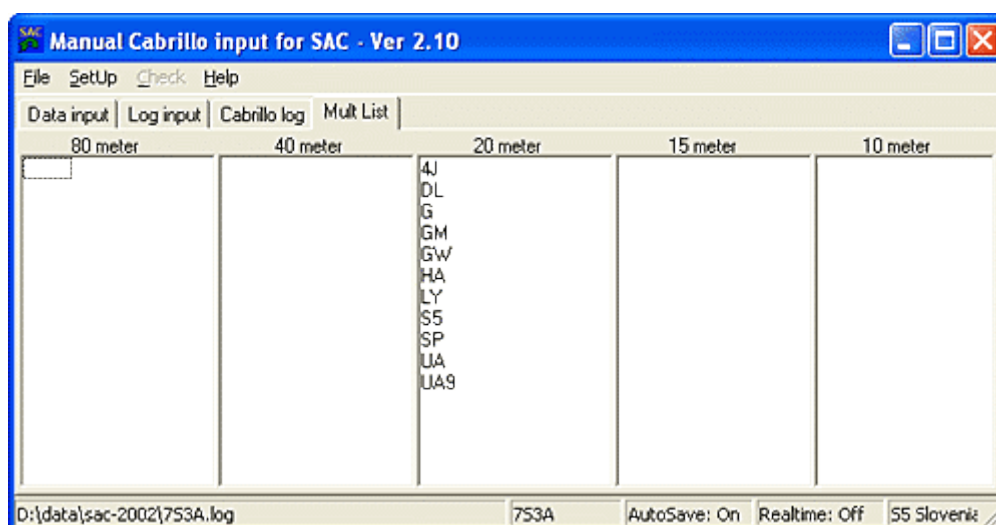 SAC Manual Cabrillo input for SAC - Ver 2.10
File SetUp Check Help
Data input Log input Cabrillo log Mult List
80 meter 40 meter 20 meter 15 meter 10 meter
4J
DL
G
GM
GW
HA
LY
S5
SP
UA
UA9
D:\data\sac-2002\7S3A.log 7S3A AutoSave: On Realtime: Off S5 Slovenia